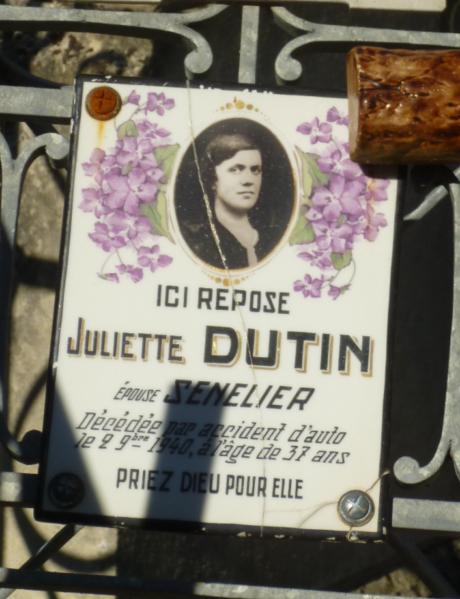 ICI REPOSE
JULIETTE DUTIN
ÉPOUSE SENELIER
Décédée par accident d'auto
le 2 9bre 1940, à l'âge de 37 ans
PRIEZ DIEU POUR ELLE